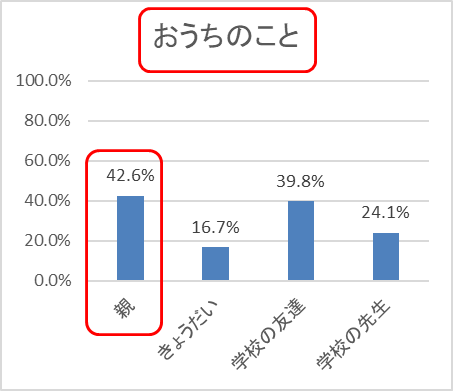 おうちのこと
100.0%
80.0%
60.0%
40.0%
20.0%
0.0%
42.6%
16.7%
39.8%
24.1%
親
きょうだい
学校の友達
学校の先生